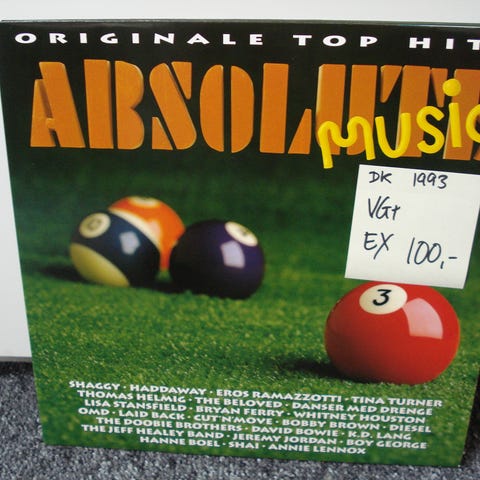 ORIGINALE TOP HIT
ABSOLUTE
MUSIC
DK 1993
VG+
EX 100,-
3
SHAGGY · HADDAWAY · EROS RAMAZZOTTI · TINA TURNER
THOMAS HELMIG · THE BELOVED · DANSER MED DRENGE
LISA STANSFIELD · BRYAN FERRY · WHITNEY HOUSTON
OMD · LAID BACK · CUT'N'MOVE · BOBBY BROWN · DIESEL
THE DOOBIE BROTHERS · DAVID BOWIE · K.D. LANG
THE JEFF HEALEY BAND · JEREMY JORDAN · BOY GEORGE
HANNE BOEL · SHAJ · ANNIE LENNOX